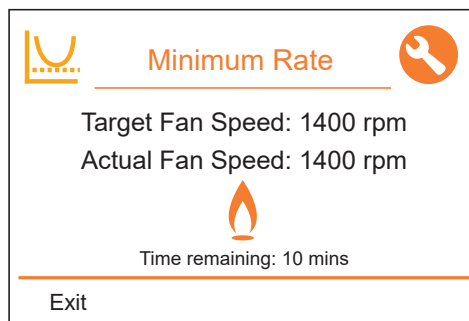 Minimum Rate
Target Fan Speed: 1400 rpm
Actual Fan Speed: 1400 rpm
Time remaining: 10 mins
Exit